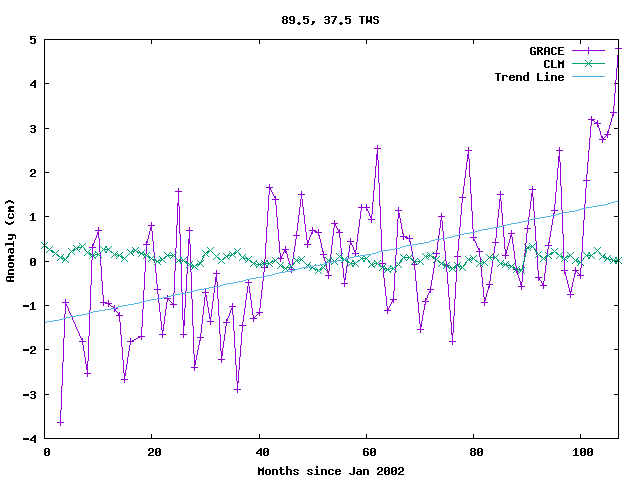 89.5, 37.5 TWS
GRACE
CLM
Trend Line
5
4
3
2
1
0
-1
-2
-3
-4
Anomaly (cm)
0 20 40 60 80 100
Months since Jan 2002